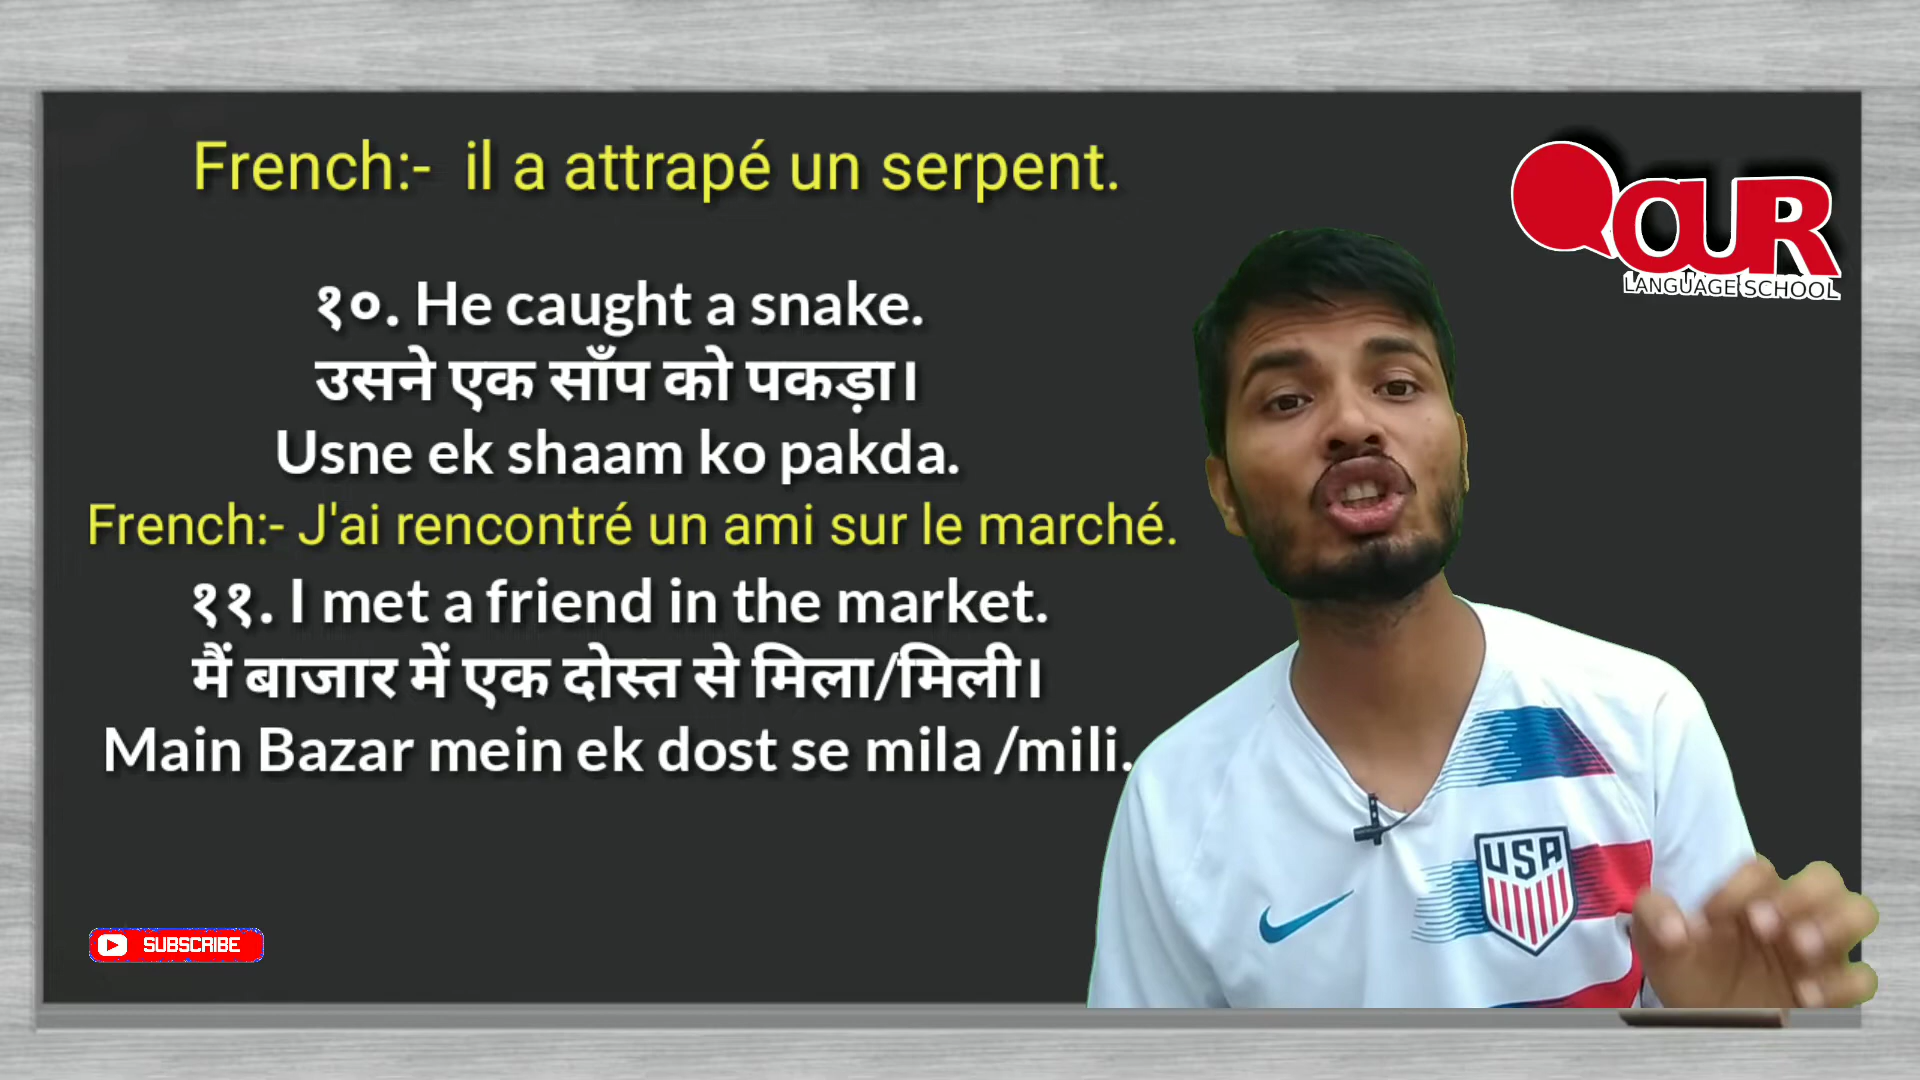 French:-  il a attrapé un serpent.
OUR
LANGUAGE SCHOOL
१०. He caught a snake.
उसने एक साँप को पकड़ा।
Usne ek shaam ko pakda.
French:- J'ai rencontré un ami sur le marché.
११. I met a friend in the market.
मैं बाजार में एक दोस्त से मिला/मिली।
Main Bazar mein ek dost se mila /mili.
USA
SUBSCRIBE